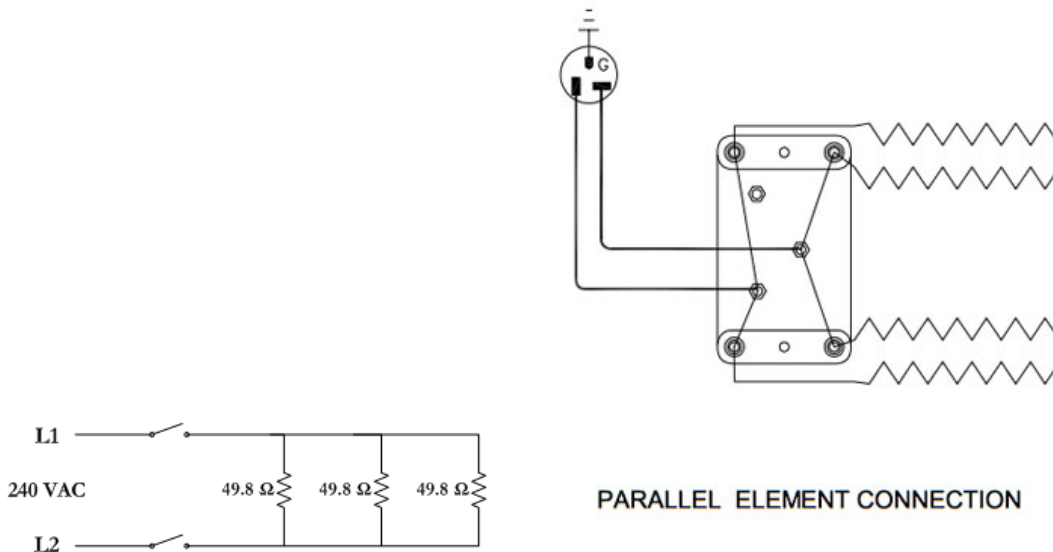 G
L1
240 VAC
49.8 Ω 49.8 Ω 49.8 Ω
L2
PARALLEL ELEMENT CONNECTION